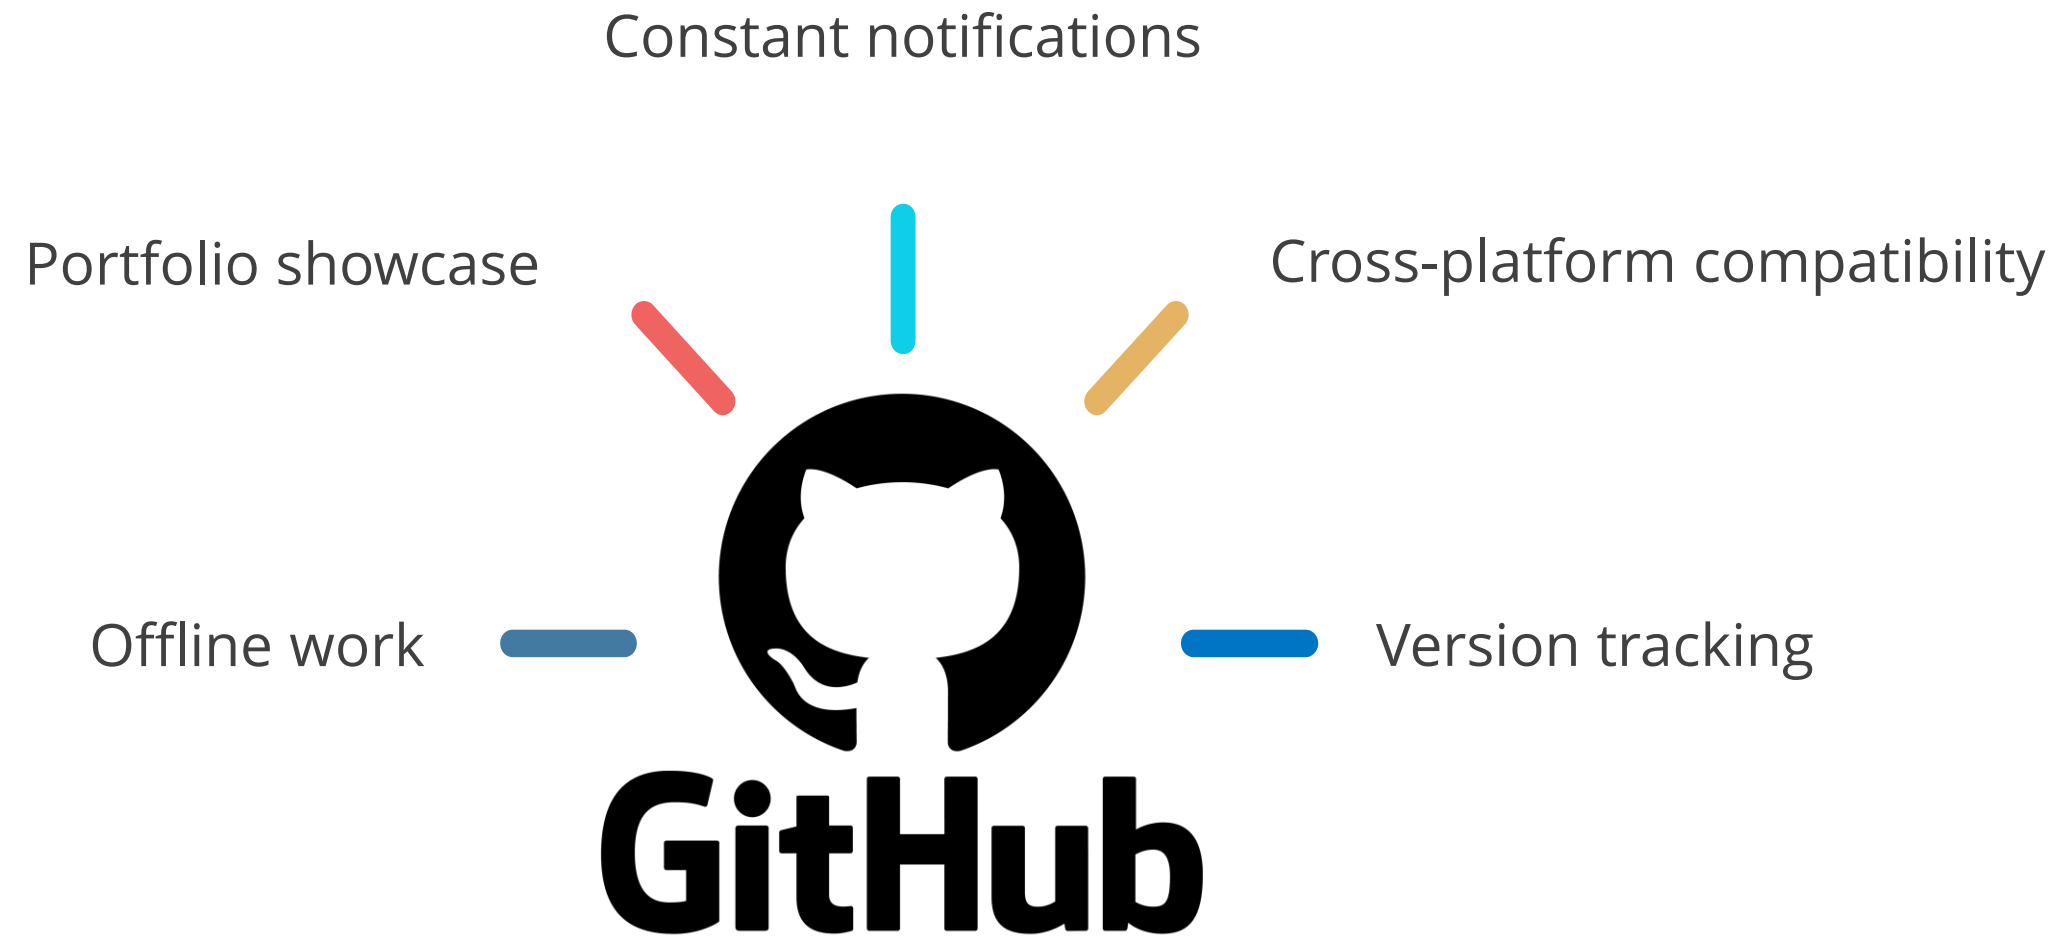 Constant notifications
Portfolio showcase
Cross-platform compatibility
Offline work
Version tracking
GitHub